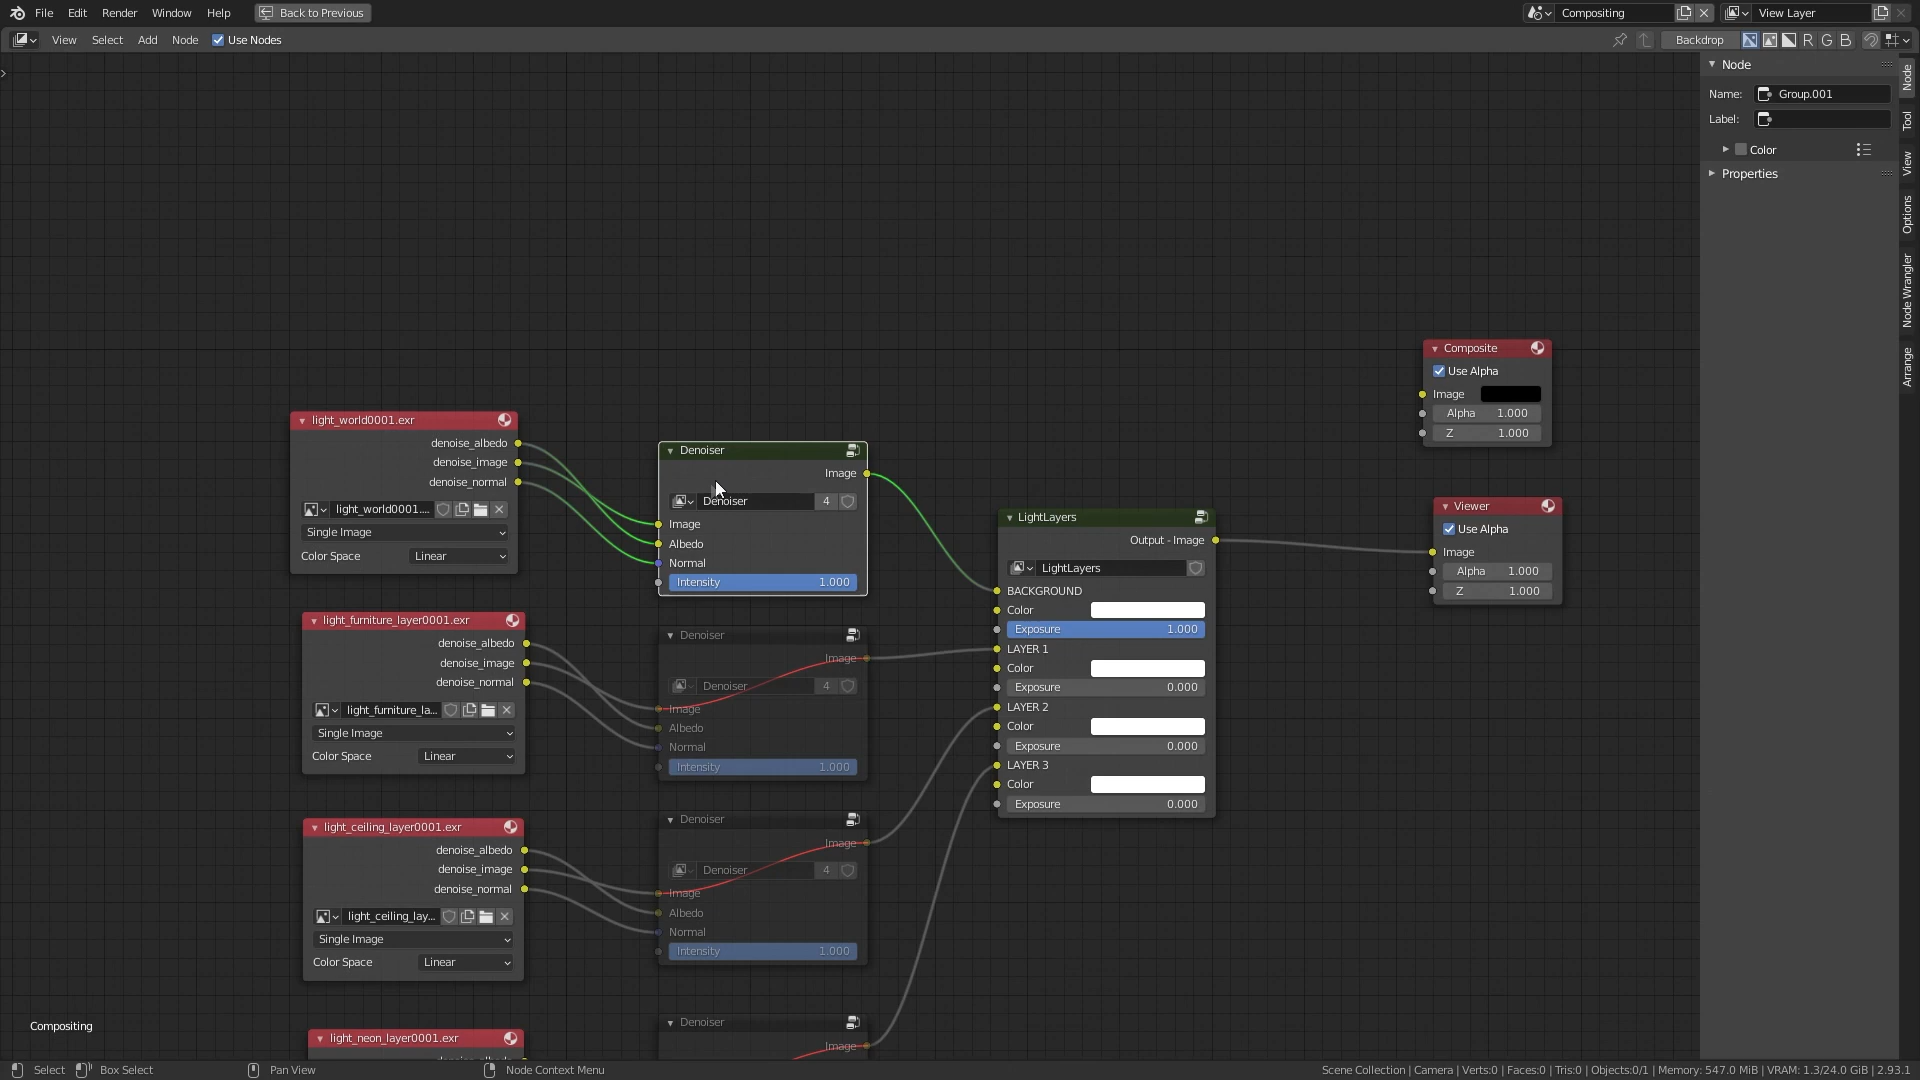 File Edit Render Window Help Back to Previous Compositing View Layer
View Select Add Node Use Nodes Backdrop R G B
Node
Name: Group.001
Label:
Color
Properties
Node
Tool
View
Options
Node Wrangler
Arrange
Composite
Use Alpha
Image
Alpha 1.000
Z 1.000
light_world0001.exr
denoise_albedo
denoise_image
denoise_normal
light_world0001....
Single Image
Color Space Linear
Denoiser
Image
Denoiser 4
Image
Albedo
Normal
Intensity 1.000
LightLayers
Output - Image
LightLayers
BACKGROUND
Color
Exposure 1.000
LAYER 1
Color
Exposure 0.000
LAYER 2
Color
Exposure 0.000
LAYER 3
Color
Exposure 0.000
Viewer
Use Alpha
Image
Alpha 1.000
Z 1.000
light_furniture_layer0001.exr
denoise_albedo
denoise_image
denoise_normal
light_furniture_la...
Single Image
Color Space Linear
Denoiser
Image
Denoiser 4
Image
Albedo
Normal
Intensity 1.000
light_ceiling_layer0001.exr
denoise_albedo
denoise_image
denoise_normal
light_ceiling_lay...
Single Image
Color Space Linear
Denoiser
Image
Denoiser 4
Image
Albedo
Normal
Intensity 1.000
light_neon_layer0001.exr
Denoiser
Image
Compositing
Select Box Select Pan View Node Context Menu Scene Collection | Camera | Verts:0 | Faces:0 | Tris:0 | Objects:0/1 | Memory: 547.0 MiB | VRAM: 1.3/24.0 GiB | 2.93.1